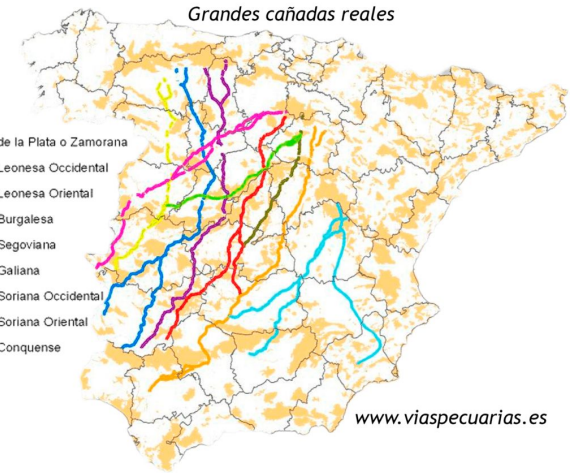 Grandes cañadas reales
de la Plata o Zamorana
Leonesa Occidental
Leonesa Oriental
Burgalesa
Segoviana
Galiana
Soriana Occidental
Soriana Oriental
Conquense
www.viaspecuarias.es